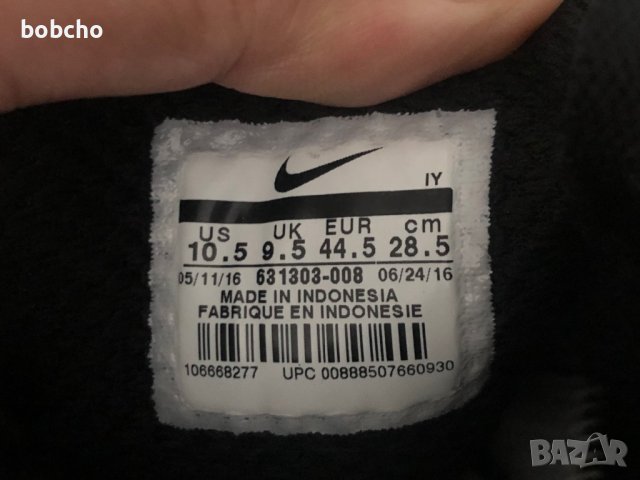 bobcho
IY
US UK EUR cm
10.5 9.5 44.5 28.5
05/11/16 631303-008 06/24/16
MADE IN INDONESIA
FABRIQUE EN INDONESIE
106668277 UPC 00888507660930
BAZAR